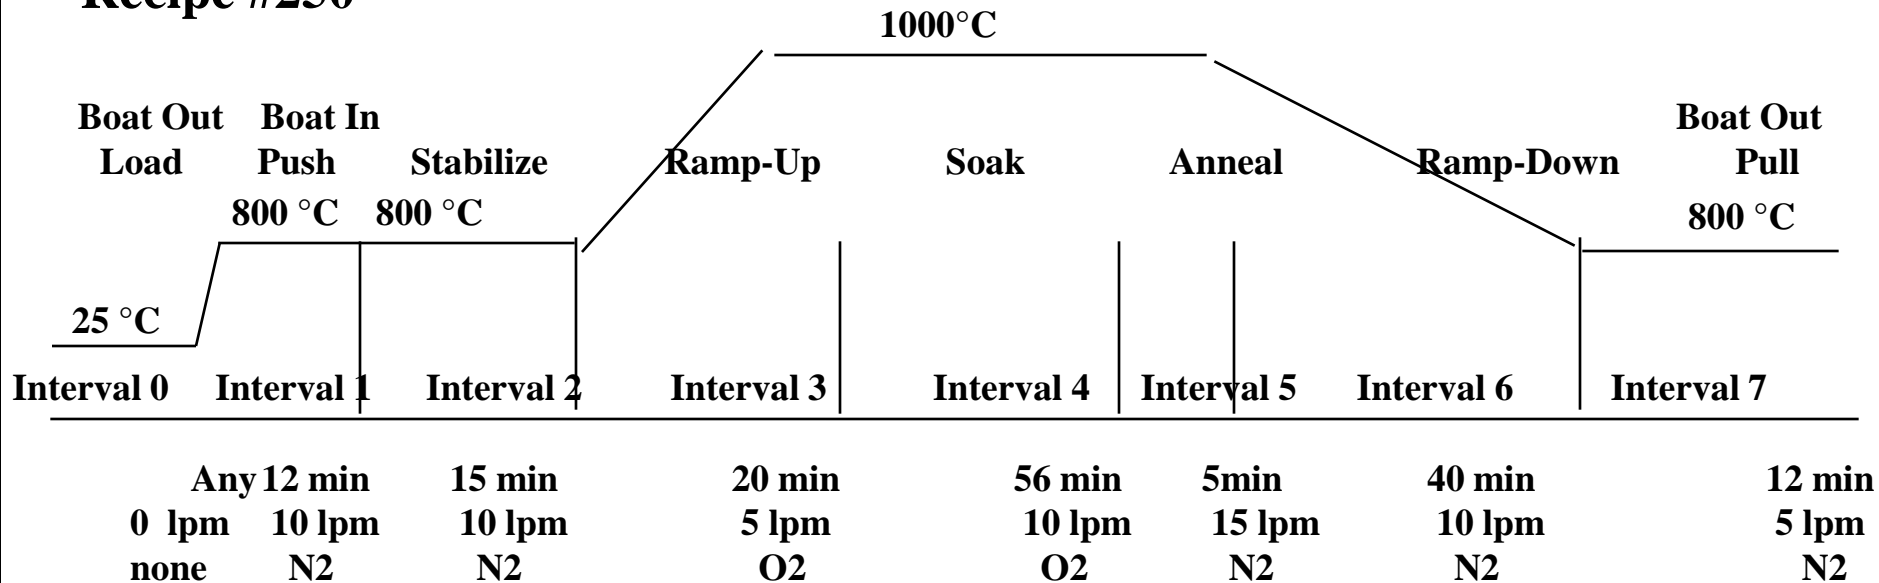 Recipe #250
1000°C
Boat Out Boat In Boat Out
Load Push Stabilize Ramp-Up Soak Anneal Ramp-Down Pull
800 °C 800 °C 800 °C
25 °C
Interval 0 Interval 1 Interval 2 Interval 3 Interval 4 Interval 5 Interval 6 Interval 7
Any 12 min 15 min 20 min 56 min 5min 40 min 12 min
0 lpm 10 lpm 10 lpm 5 lpm 10 lpm 15 lpm 10 lpm 5 lpm
none N2 N2 O2 O2 N2 N2 N2